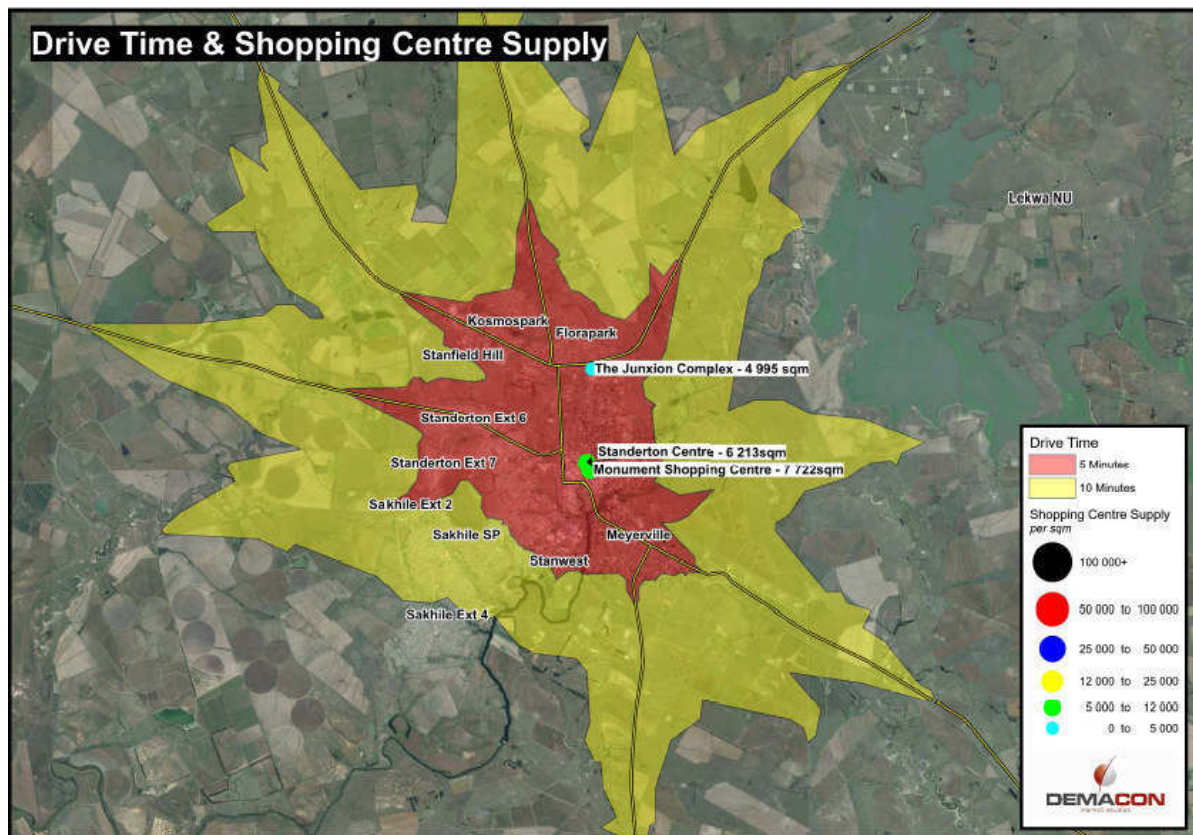 Drive Time & Shopping Centre Supply
Lekwa NU
Kosmospark
Florapark
Stanfield Hill
The Junxion Complex - 4 995 sqm
Standerton Ext 6
Standerton Centre - 6 213sqm
Standerton Ext 7
Monument Shopping Centre - 7 722sqm
Sakhile Ext 2
Sakhile SP
Meyerville
Stanwest
Sakhile Ext 4
Drive Time
5 Minutes
10 Minutes
Shopping Centre Supply
per sqm
100 000+
50 000 to 100 000
25 000 to 50 000
12 000 to 25 000
5 000 to 12 000
0 to 5 000
DEMACON